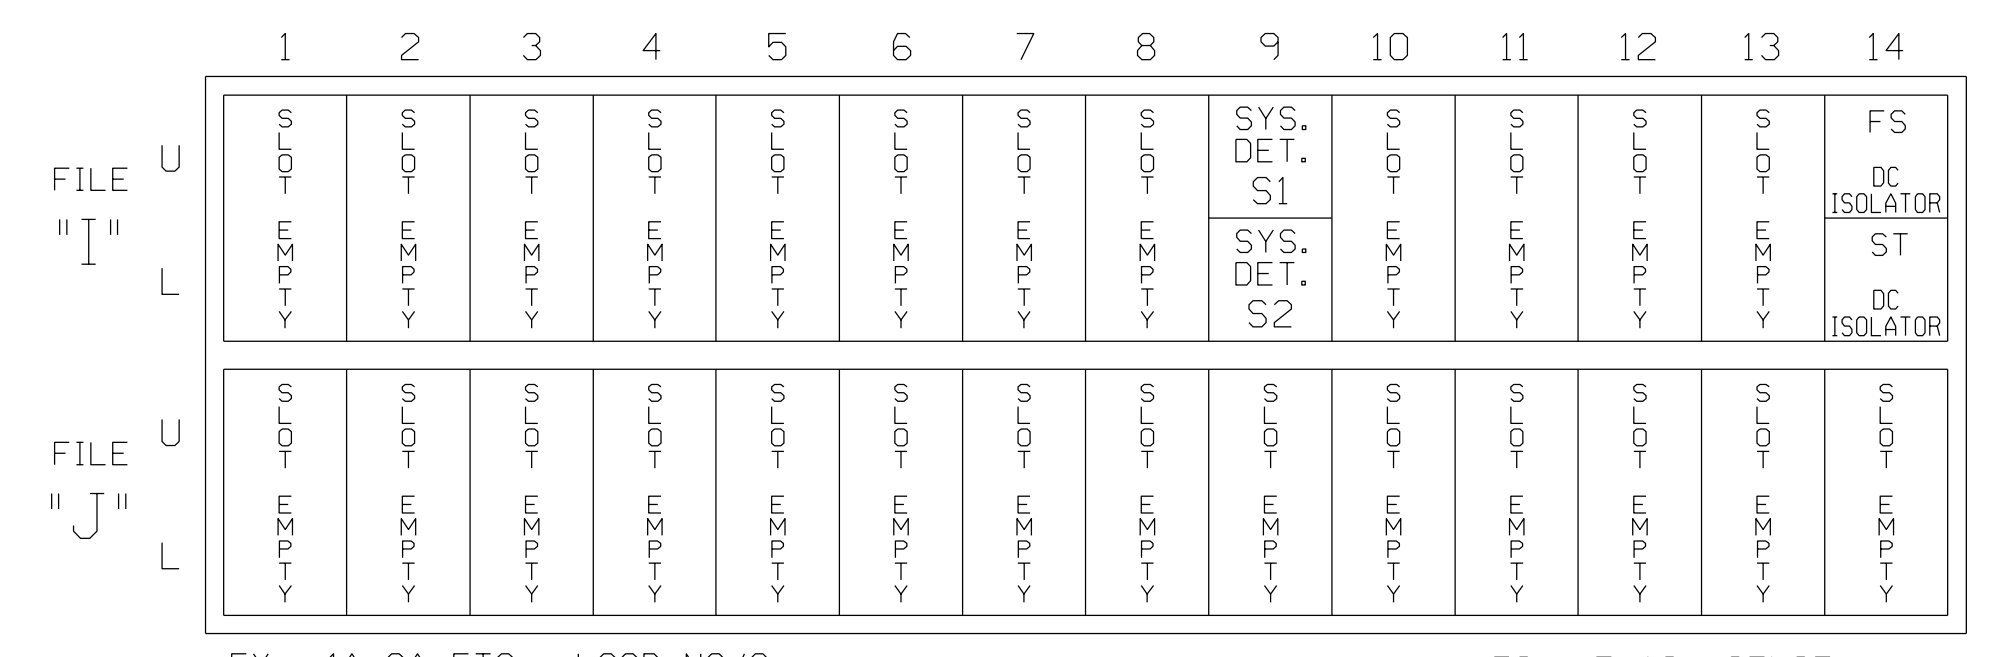 1 2 3 4 5 6 7 8 9 10 11 12 13 14
FILE "I"
U
L
SLOT EMPTY
SLOT EMPTY
SLOT EMPTY
SLOT EMPTY
SLOT EMPTY
SLOT EMPTY
SLOT EMPTY
SLOT EMPTY
SYS. DET. S1
SYS. DET. S2
SLOT EMPTY
SLOT EMPTY
SLOT EMPTY
SLOT EMPTY
FS
DC
ISOLATOR
ST
DC
ISOLATOR
FILE "J"
U
L
SLOT EMPTY
SLOT EMPTY
SLOT EMPTY
SLOT EMPTY
SLOT EMPTY
SLOT EMPTY
SLOT EMPTY
SLOT EMPTY
SLOT EMPTY
SLOT EMPTY
SLOT EMPTY
SLOT EMPTY
SLOT EMPTY
SLOT EMPTY